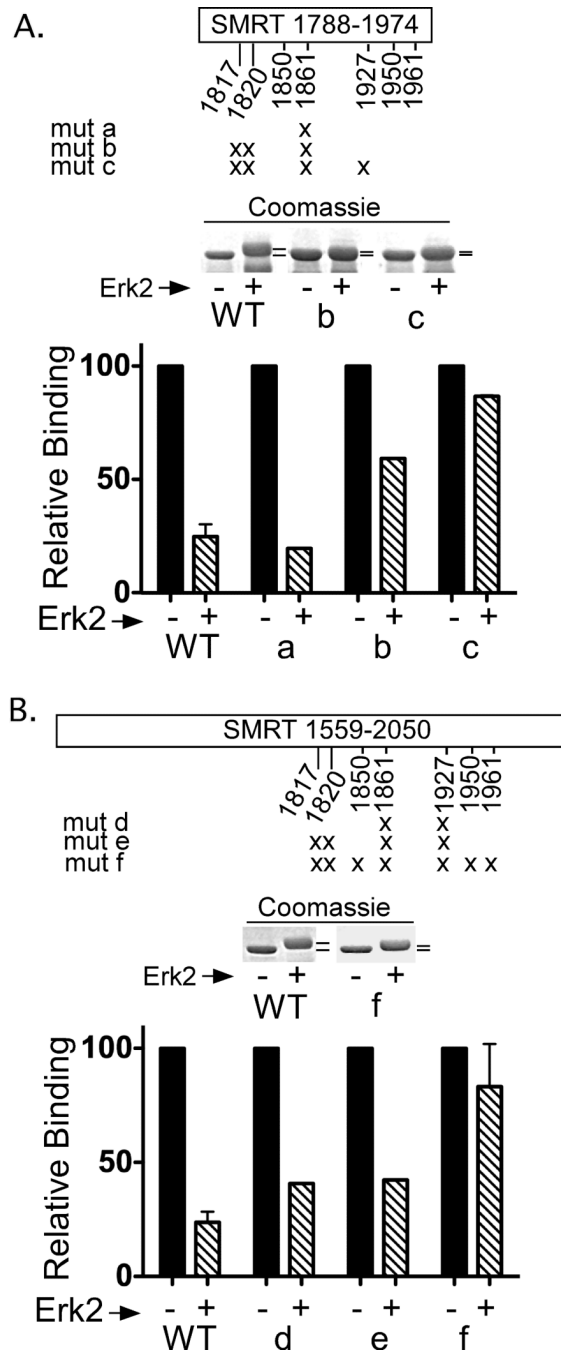 A.
SMRT 1788-1974
1817 1820 1850 1861 1927 1950 1961
mut a x
mut b xx x
mut c xx x x
Coomassie
= = =
Erk2 - + - + - +
WT b c
Relative Binding
100
50
0
Erk2 - + - + - + - +
WT a b c
B.
SMRT 1559-2050
1817 1820 1850 1861 1927 1950 1961
mut d x x
mut e xx x x
mut f xx x x x x x
Coomassie
= =
Erk2 - + - +
WT f
Relative Binding
100
50
0
Erk2 - + - + - + - +
WT d e f